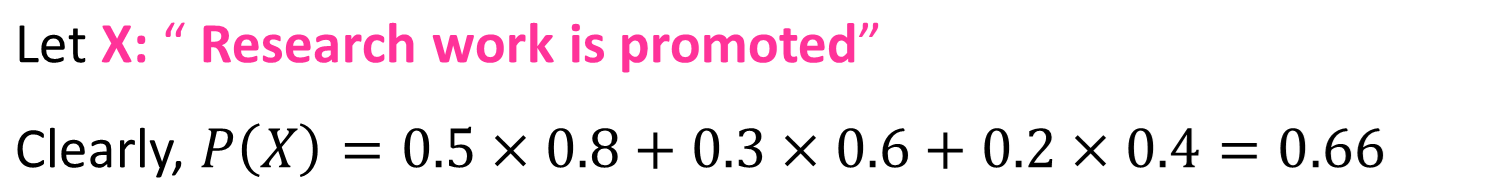 Let X: “ Research work is promoted”
Clearly, 𝑃(𝑋) = 0.5 × 0.8 + 0.3 × 0.6 + 0.2 × 0.4 = 0.66